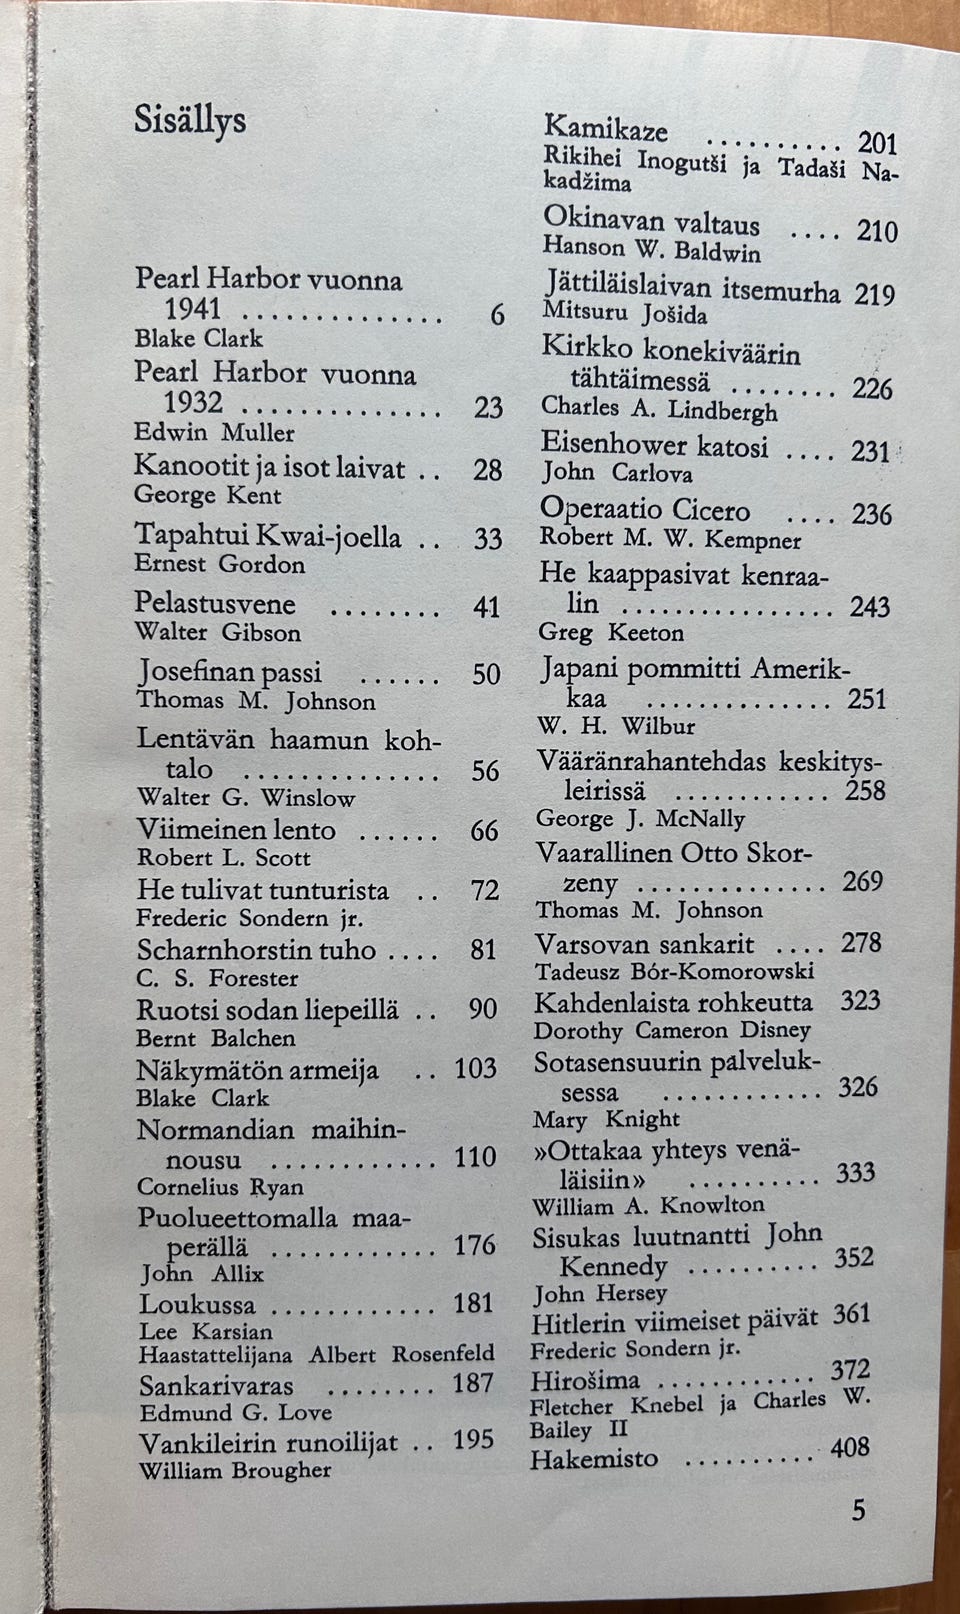 Sisällys
Pearl Harbor vuonna
1941 .............. 6
Blake Clark
Pearl Harbor vuonna
1932 .............. 23
Edwin Muller
Kanootit ja isot laivat .. 28
George Kent
Tapahtui Kwai-joella .. 33
Ernest Gordon
Pelastusvene ........ 41
Walter Gibson
Josefinan passi ...... 50
Thomas M. Johnson
Lentävän haamun koh-
talo .............. 56
Walter G. Winslow
Viimeinen lento ...... 66
Robert L. Scott
He tulivat tunturista .. 72
Frederic Sondern jr.
Scharnhorstin tuho .... 81
C. S. Forester
Ruotsi sodan liepeillä .. 90
Bernt Balchen
Näkymätön armeija .. 103
Blake Clark
Normandian maihin-
nousu ............ 110
Cornelius Ryan
Puolueettomalla maa-
perällä ............ 176
John Allix
Loukussa ............ 181
Lee Karsian
Haastattelijana Albert Rosenfeld
Sankarivaras ........ 187
Edmund G. Love
Vankileirin runoilijat .. 195
William Brougher
Kamikaze .......... 201
Rikihei Inogutši ja Tadaši Na-
kadžima
Okinavan valtaus .... 210
Hanson W. Baldwin
Jättiläislaivan itsemurha 219
Mitsuru Jošida
Kirkko konekiväärin
tähtäimessä ........ 226
Charles A. Lindbergh
Eisenhower katosi .... 231
John Carlova
Operaatio Cicero .... 236
Robert M. W. Kempner
He kaappasivat kenraa-
lin ................ 243
Greg Keeton
Japani pommitti Amerik-
kaa .............. 251
W. H. Wilbur
Vääränrahantehdas keskitys-
leirissä ............ 258
George J. McNally
Vaarallinen Otto Skor-
zeny .............. 269
Thomas M. Johnson
Varsovan sankarit .... 278
Tadeusz Bór-Komorowski
Kahdenlaista rohkeutta 323
Dorothy Cameron Disney
Sotasensuurin palveluk-
sessa ............ 326
Mary Knight
»Ottakaa yhteys venä-
läisiin» .......... 333
William A. Knowlton
Sisukas luutnantti John
Kennedy .......... 352
John Hersey
Hitlerin viimeiset päivät 361
Frederic Sondern jr.
Hirošima ............ 372
Fletcher Knebel ja Charles W.
Bailey II
Hakemisto .......... 408
5